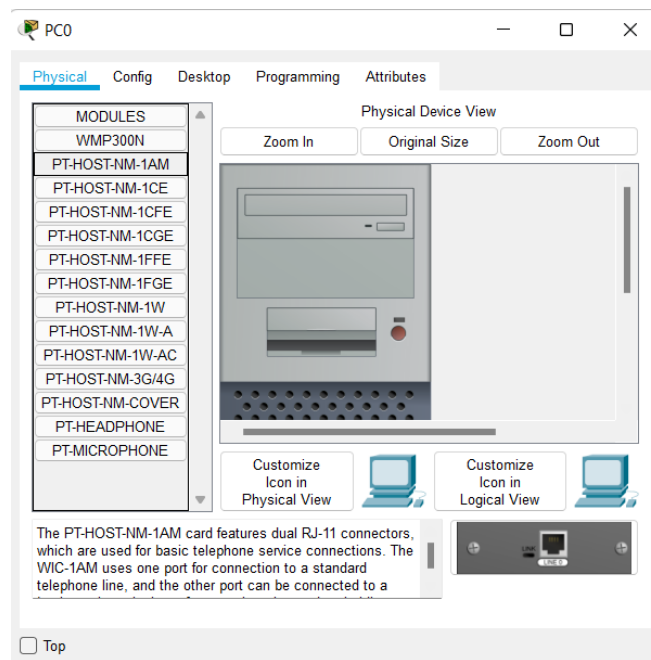 PC0
Physical Config Desktop Programming Attributes
MODULES
WMP300N
PT-HOST-NM-1AM
PT-HOST-NM-1CE
PT-HOST-NM-1CFE
PT-HOST-NM-1CGE
PT-HOST-NM-1FFE
PT-HOST-NM-1FGE
PT-HOST-NM-1W
PT-HOST-NM-1W-A
PT-HOST-NM-1W-AC
PT-HOST-NM-3G/4G
PT-HOST-NM-COVER
PT-HEADPHONE
PT-MICROPHONE
Physical Device View
Zoom In Original Size Zoom Out
Customize
Icon in
Physical View
Customize
Icon in
Logical View
The PT-HOST-NM-1AM card features dual RJ-11 connectors,
which are used for basic telephone service connections. The
WIC-1AM uses one port for connection to a standard
telephone line, and the other port can be connected to a
LINK
LINE 0
Top